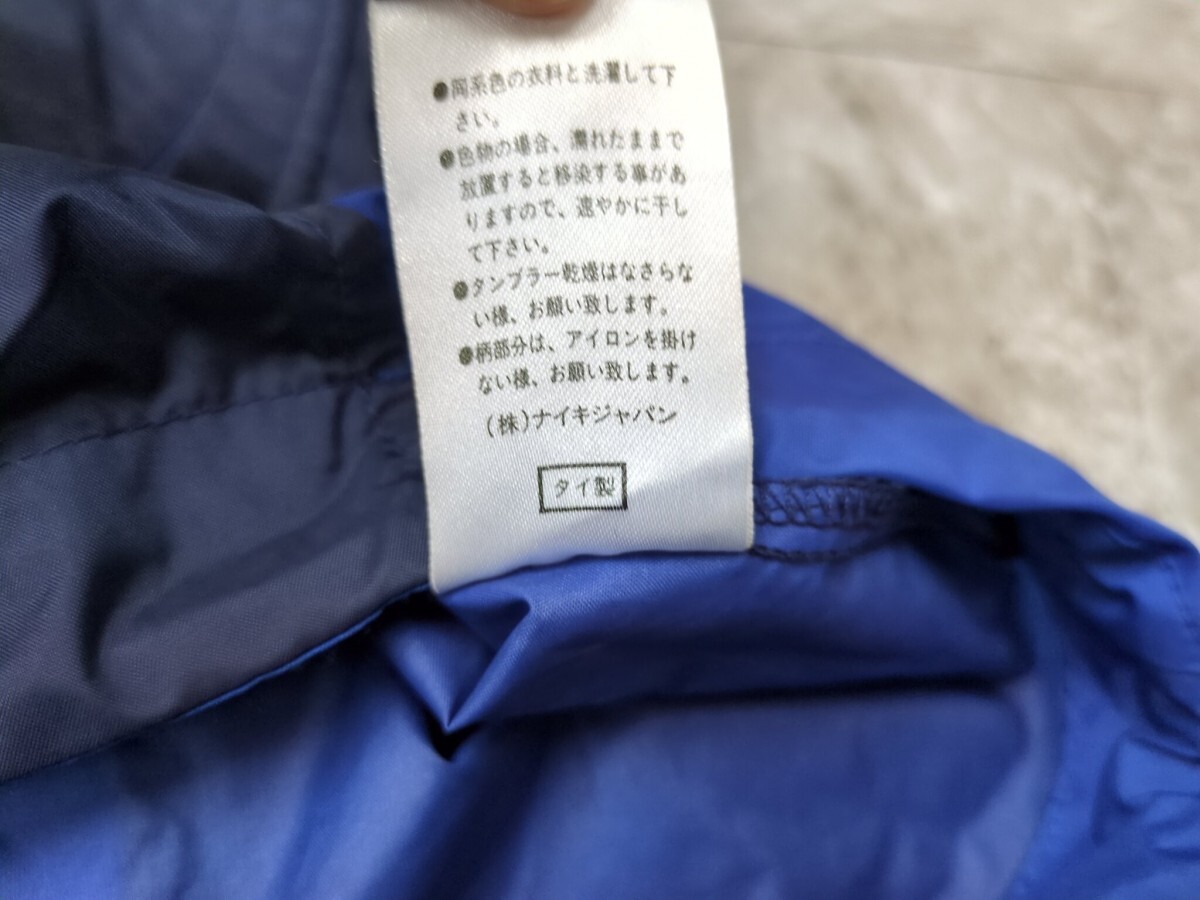 ●同系色の衣料と洗濯して下
さい。
●色物の場合、濡れたままで
放置すると移染する事があ
りますので、速やかに干し
て下さい。
●タンブラー乾燥はなさらな
い様、お願い致します。
●柄部分は、アイロンを掛け
ない様、お願い致します。
(株)ナイキジャパン
タイ製